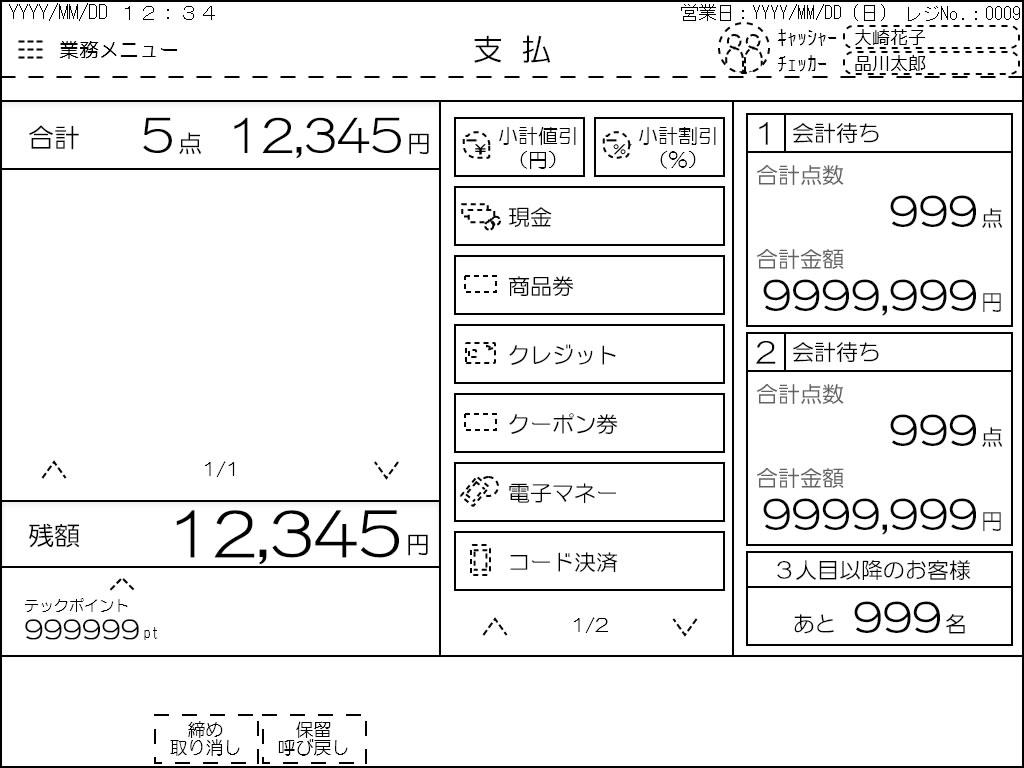 YYYY/MM/DD 12:34
営業日:YYYY/MM/DD(日) レジNo.:0009
業務メニュー
支払
ｷｬｯｼｬｰ 大崎花子
ﾁｪｯｶｰ 品川太郎
合計 5点 12,345円
1/1
残額 12,345円
テックポイント
999999pt
小計値引
(円)
小計割引
(%)
現金
商品券
クレジット
クーポン券
電子マネー
コード決済
1/2
1 会計待ち
合計点数
999点
合計金額
9999,999円
2 会計待ち
合計点数
999点
合計金額
9999,999円
3人目以降のお客様
あと 999名
締め
取り消し
保留
呼び戻し